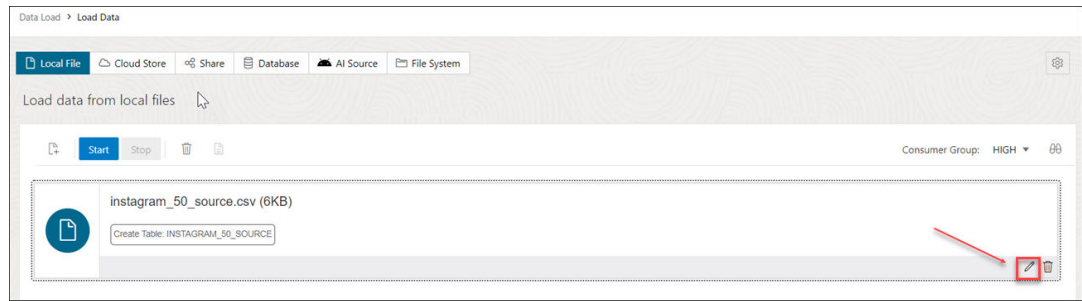 Data Load > Load Data
Local File Cloud Store Share Database AI Source File System
Load data from local files
Start Stop Consumer Group: HIGH
instagram_50_source.csv (6KB)
Create Table: INSTAGRAM_50_SOURCE